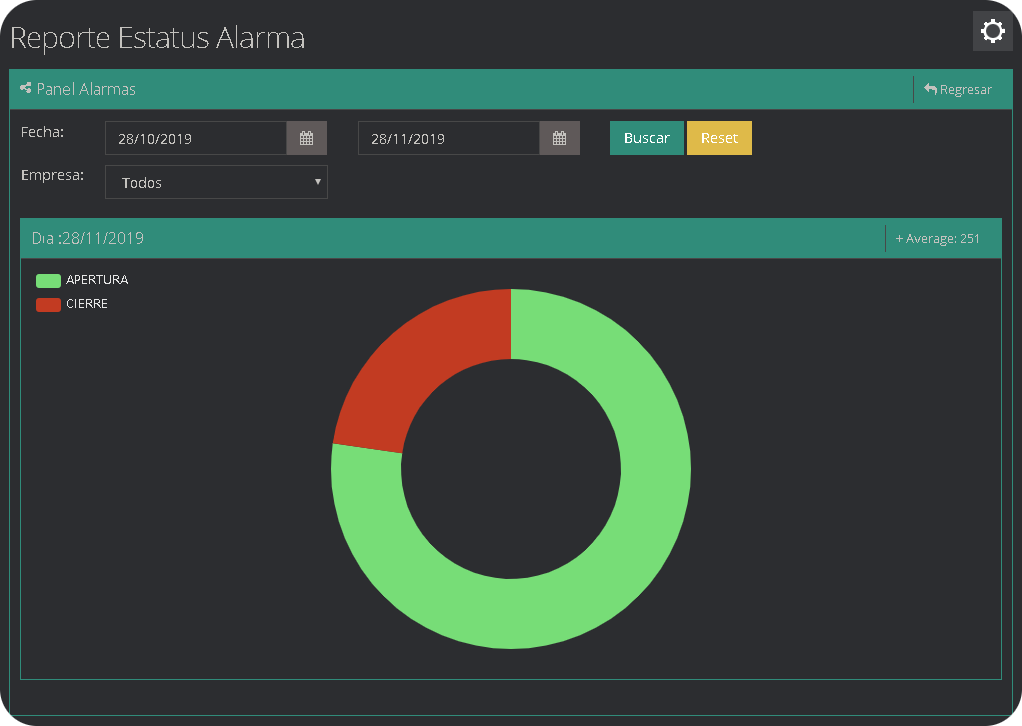 Reporte Estatus Alarma
Panel Alarmas
Regresar
Fecha:
28/10/2019
28/11/2019
Buscar
Reset
Empresa:
Todos
Dia :28/11/2019
+ Average: 251
APERTURA
CIERRE